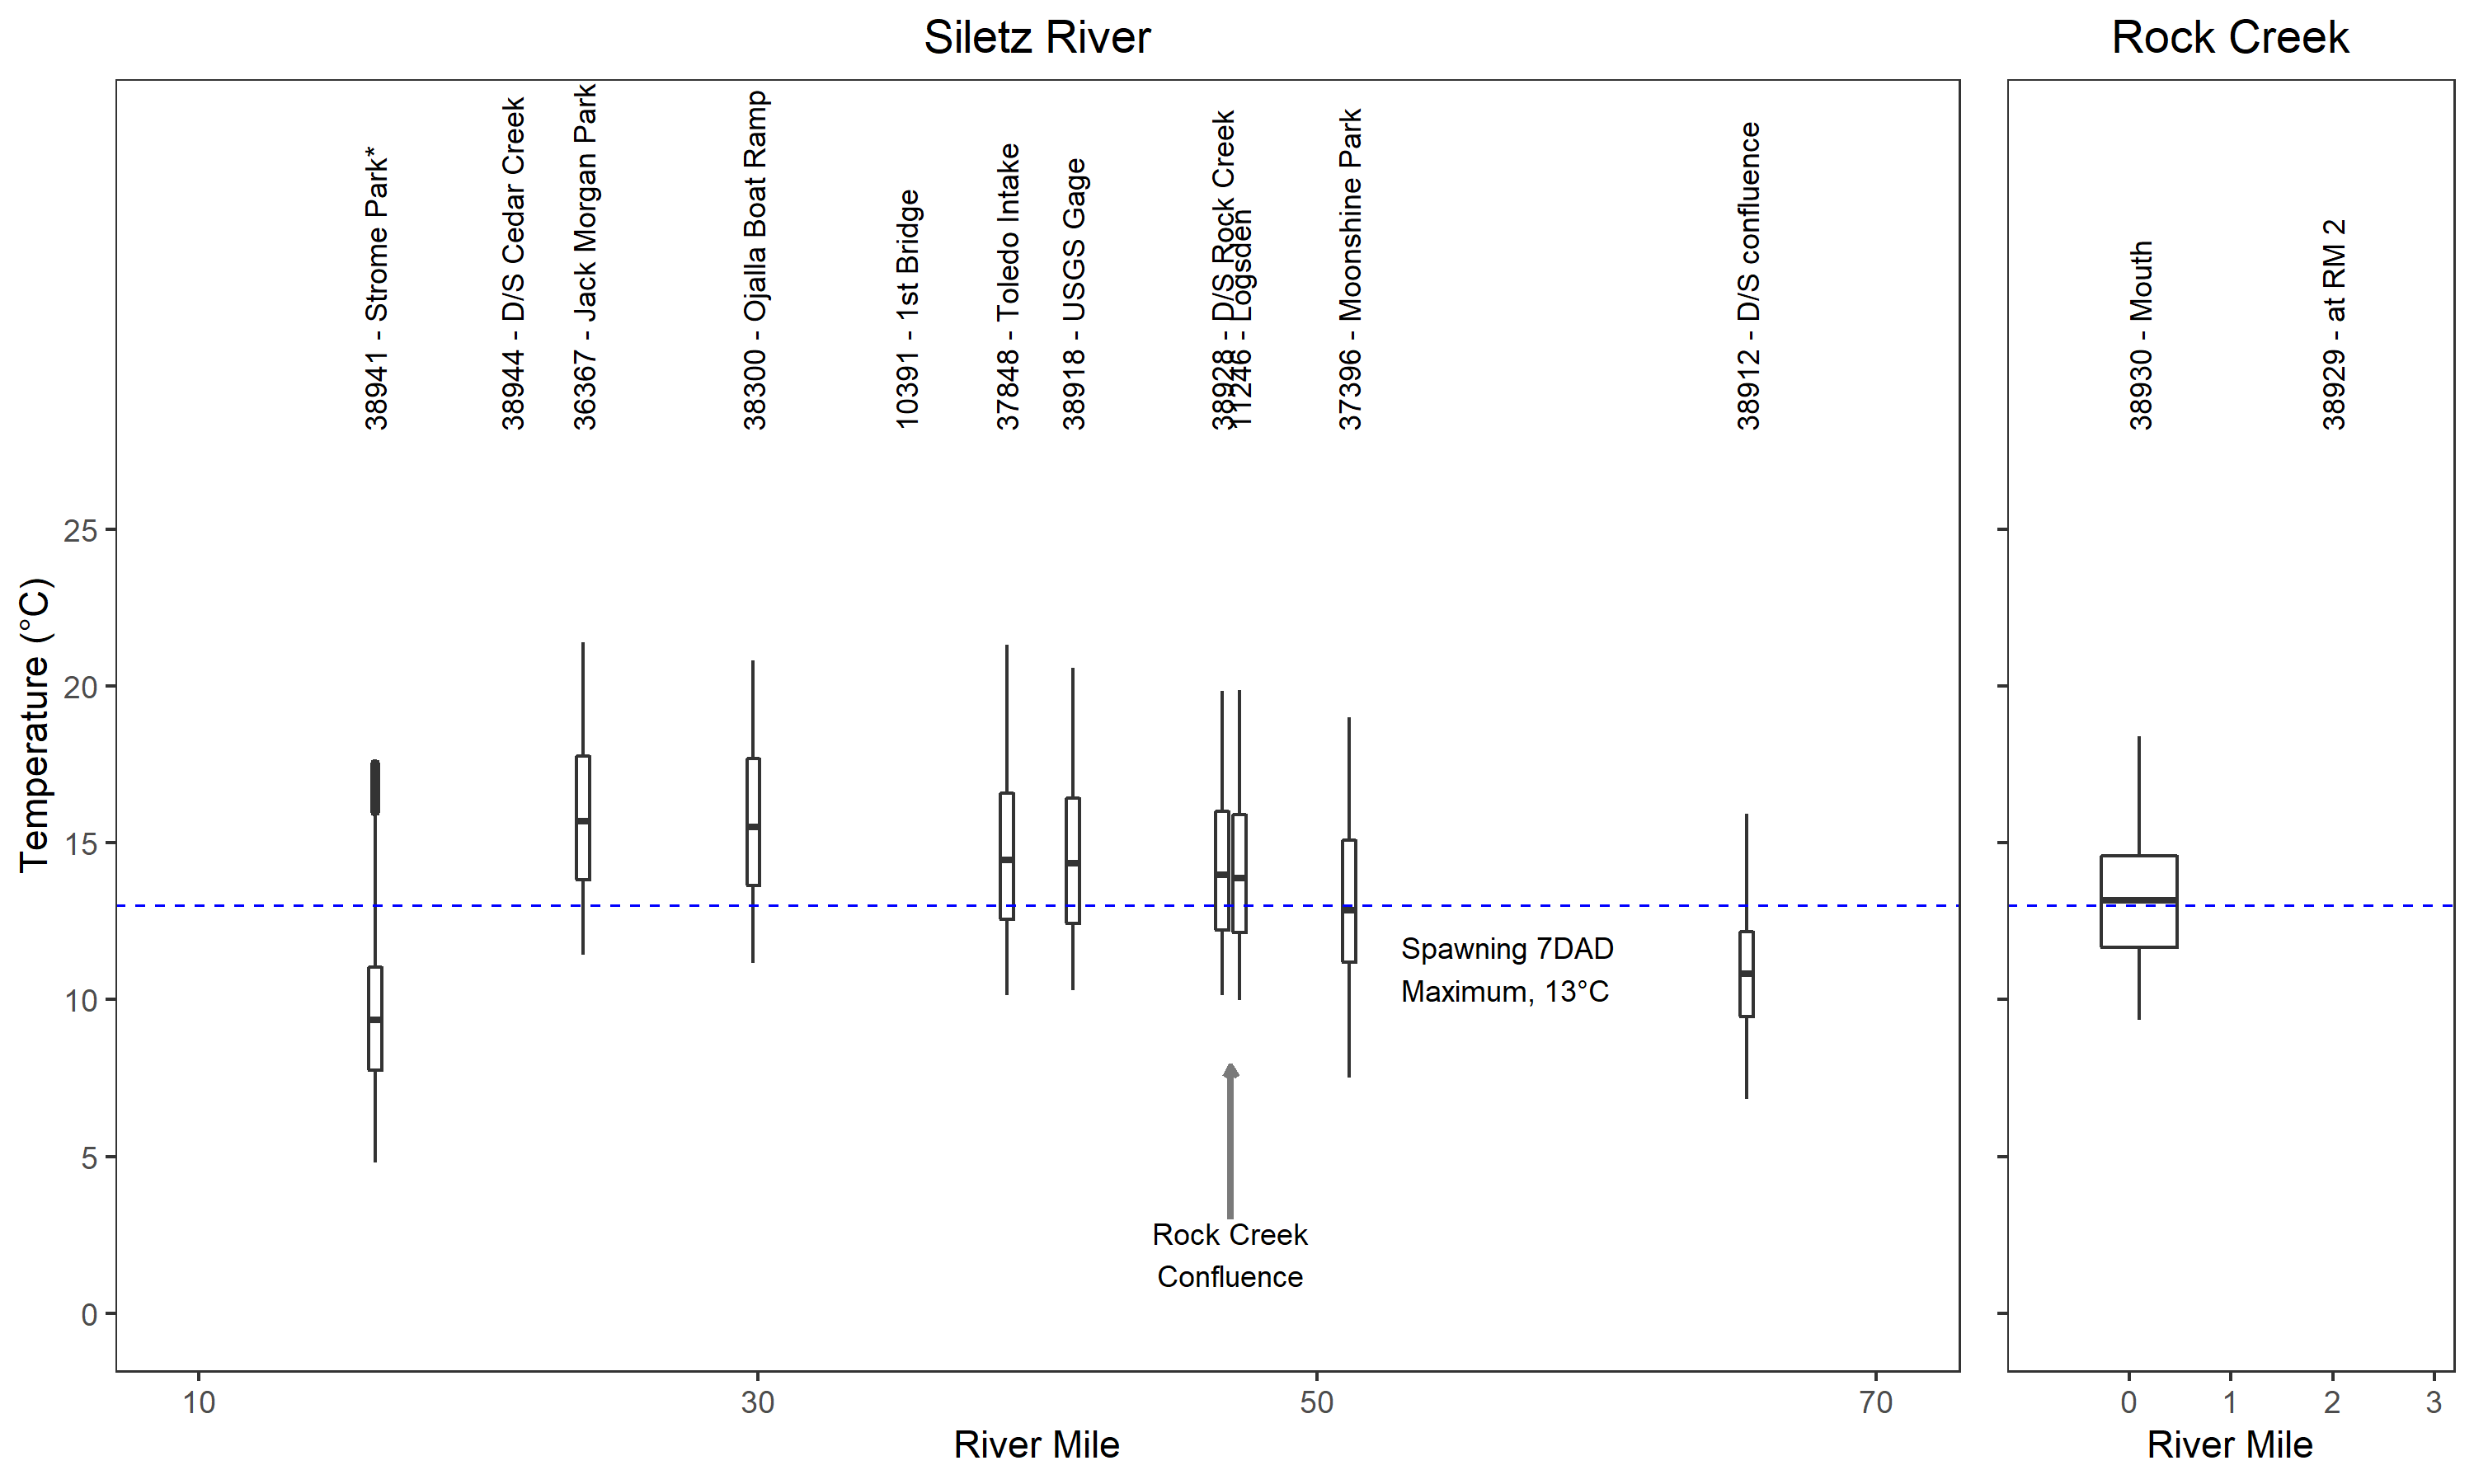 Siletz River
Rock Creek
38941 - Strome Park*
38944 - D/S Cedar Creek
36367 - Jack Morgan Park
38300 - Ojalla Boat Ramp
10391 - 1st Bridge
37848 - Toledo Intake
38918 - USGS Gage
38928 - D/S Rock Creek
11246 - Logsden
37396 - Moonshine Park
38912 - D/S confluence
38930 - Mouth
38929 - at RM 2
Temperature (°C)
25
20
15
10
5
0
Spawning 7DAD
Maximum, 13°C
Rock Creek
Confluence
10 30 50 70
0 1 2 3
River Mile
River Mile